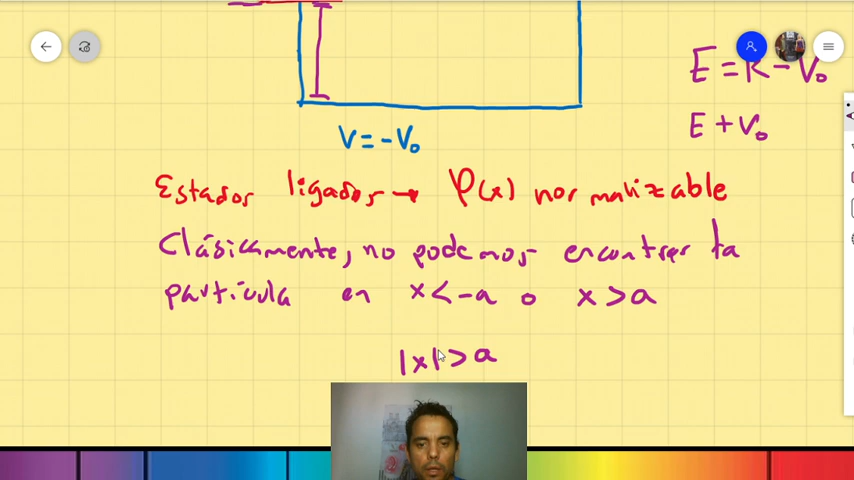 E = K - V₀
E + V₀
V = -V₀
Estados ligados → φ(x) normalizable
Clásicamente, no podemos encontrar la
partícula en x < -a o x > a
|x| > a